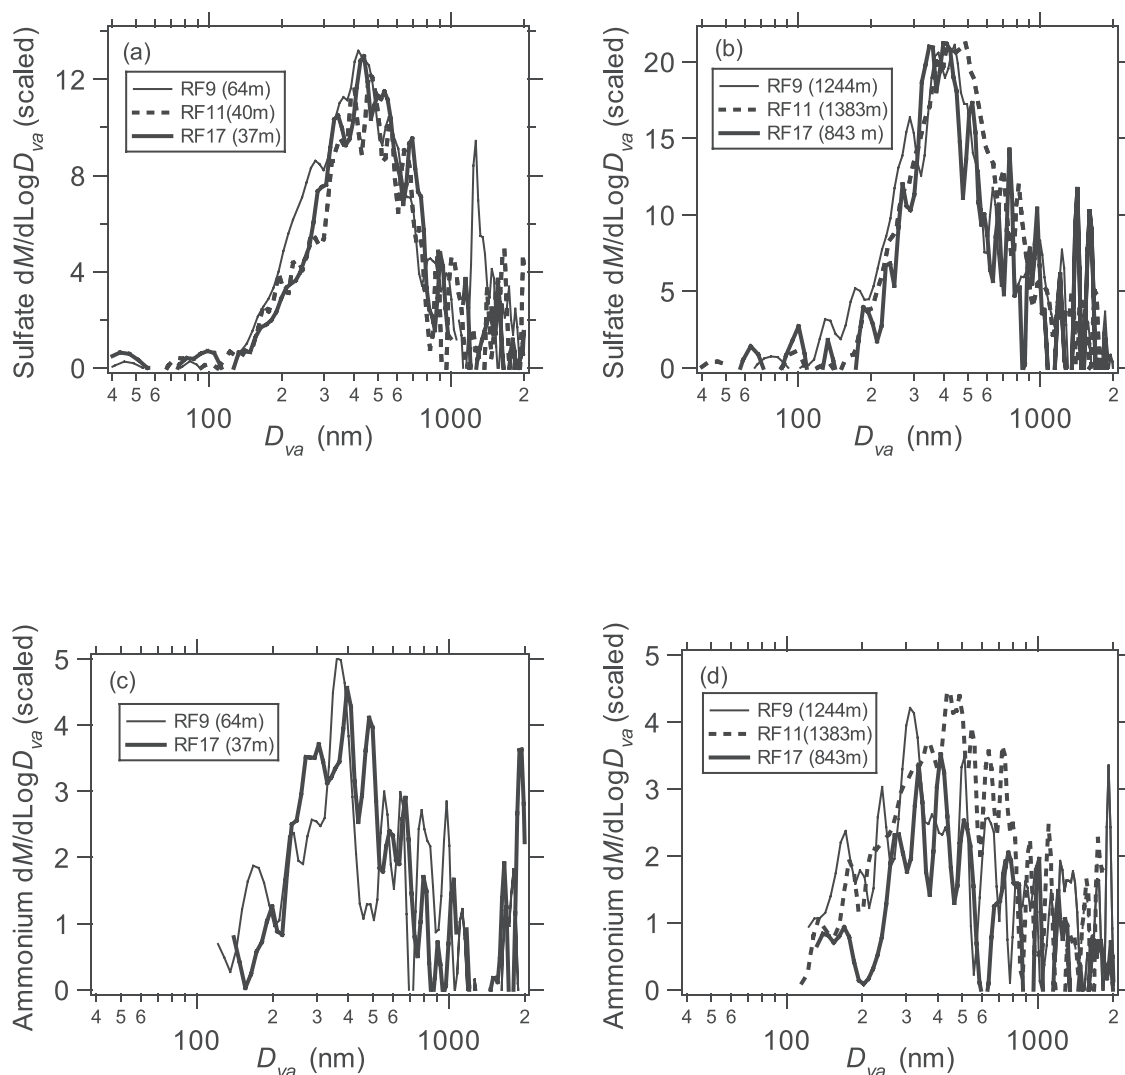 (a)
RF9 (64m)
RF11(40m)
RF17 (37m)
Sulfate dM/dLogDva (scaled)
12
8
4
0
4 5 6 2 3 4 5 6 2
100 1000
Dva (nm)
(b)
RF9 (1244m)
RF11 (1383m)
RF17 (843 m)
Sulfate dM/dLogDva (scaled)
20
15
10
5
0
4 5 6 2 3 4 5 6 2
100 1000
Dva (nm)
(c)
RF9 (64m)
RF17 (37m)
Ammonium dM/dLogDva (scaled)
5
4
3
2
1
0
4 5 6 2 3 4 5 6 2
100 1000
Dva (nm)
(d)
RF9 (1244m)
RF11(1383m)
RF17 (843m)
Ammonium dM/dLogDva (scaled)
5
4
3
2
1
0
4 5 6 2 3 4 5 6 2
100 1000
Dva (nm)